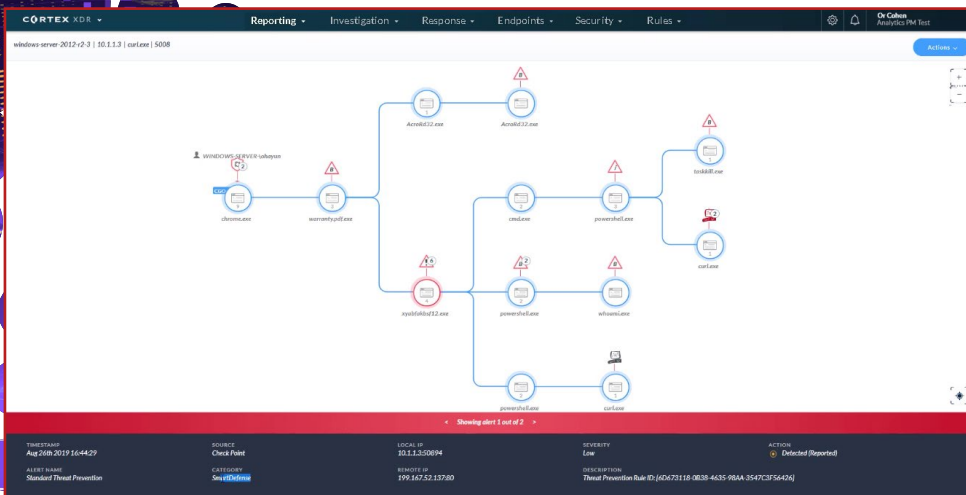 CORTEX XDR
Reporting Investigation Response Endpoints Security Rules
Or Cohen
Analytics PM Test
windows-server-2012-r2-3 | 10.1.1.3 | curl.exe | 5008
Actions
AcroRd32.exe
AcroRd32.exe
taskkill.exe
chrome.exe
warranty.pdf.exe
cmd.exe
powershell.exe
curl.exe
powershell.exe
whoami.exe
powershell.exe
curl.exe
Showing alert 1 out of 2
TIMESTAMP
Aug 26th 2019 16:44:29
SOURCE
Check Point
LOCAL IP
10.1.1.3:50894
SEVERITY
Low
ACTION
Detected (Reported)
ALERT NAME
Standard Threat Prevention
CATEGORY
SmartDefense
REMOTE IP
199.167.52.137:80
DESCRIPTION
Threat Prevention Rule ID: {6D673118-0B38-4635-98AA-3547C3F56426}